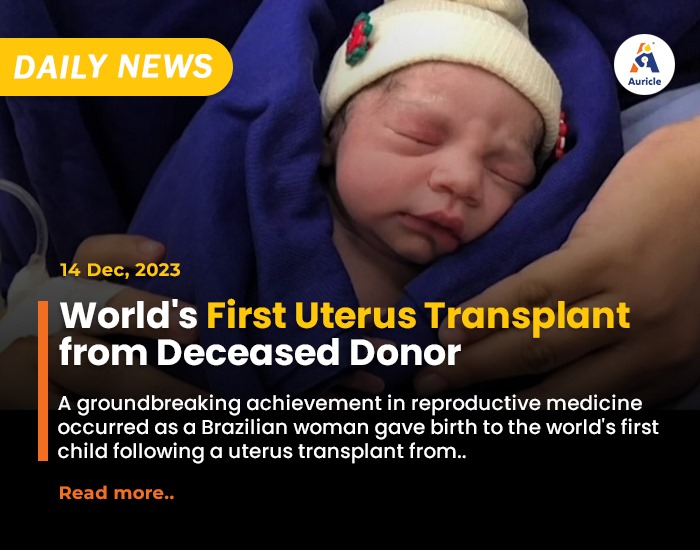 DAILY NEWS
Auricle
14 Dec, 2023
World's First Uterus Transplant
from Deceased Donor
A groundbreaking achievement in reproductive medicine
occurred as a Brazilian woman gave birth to the world's first
child following a uterus transplant from..
Read more..